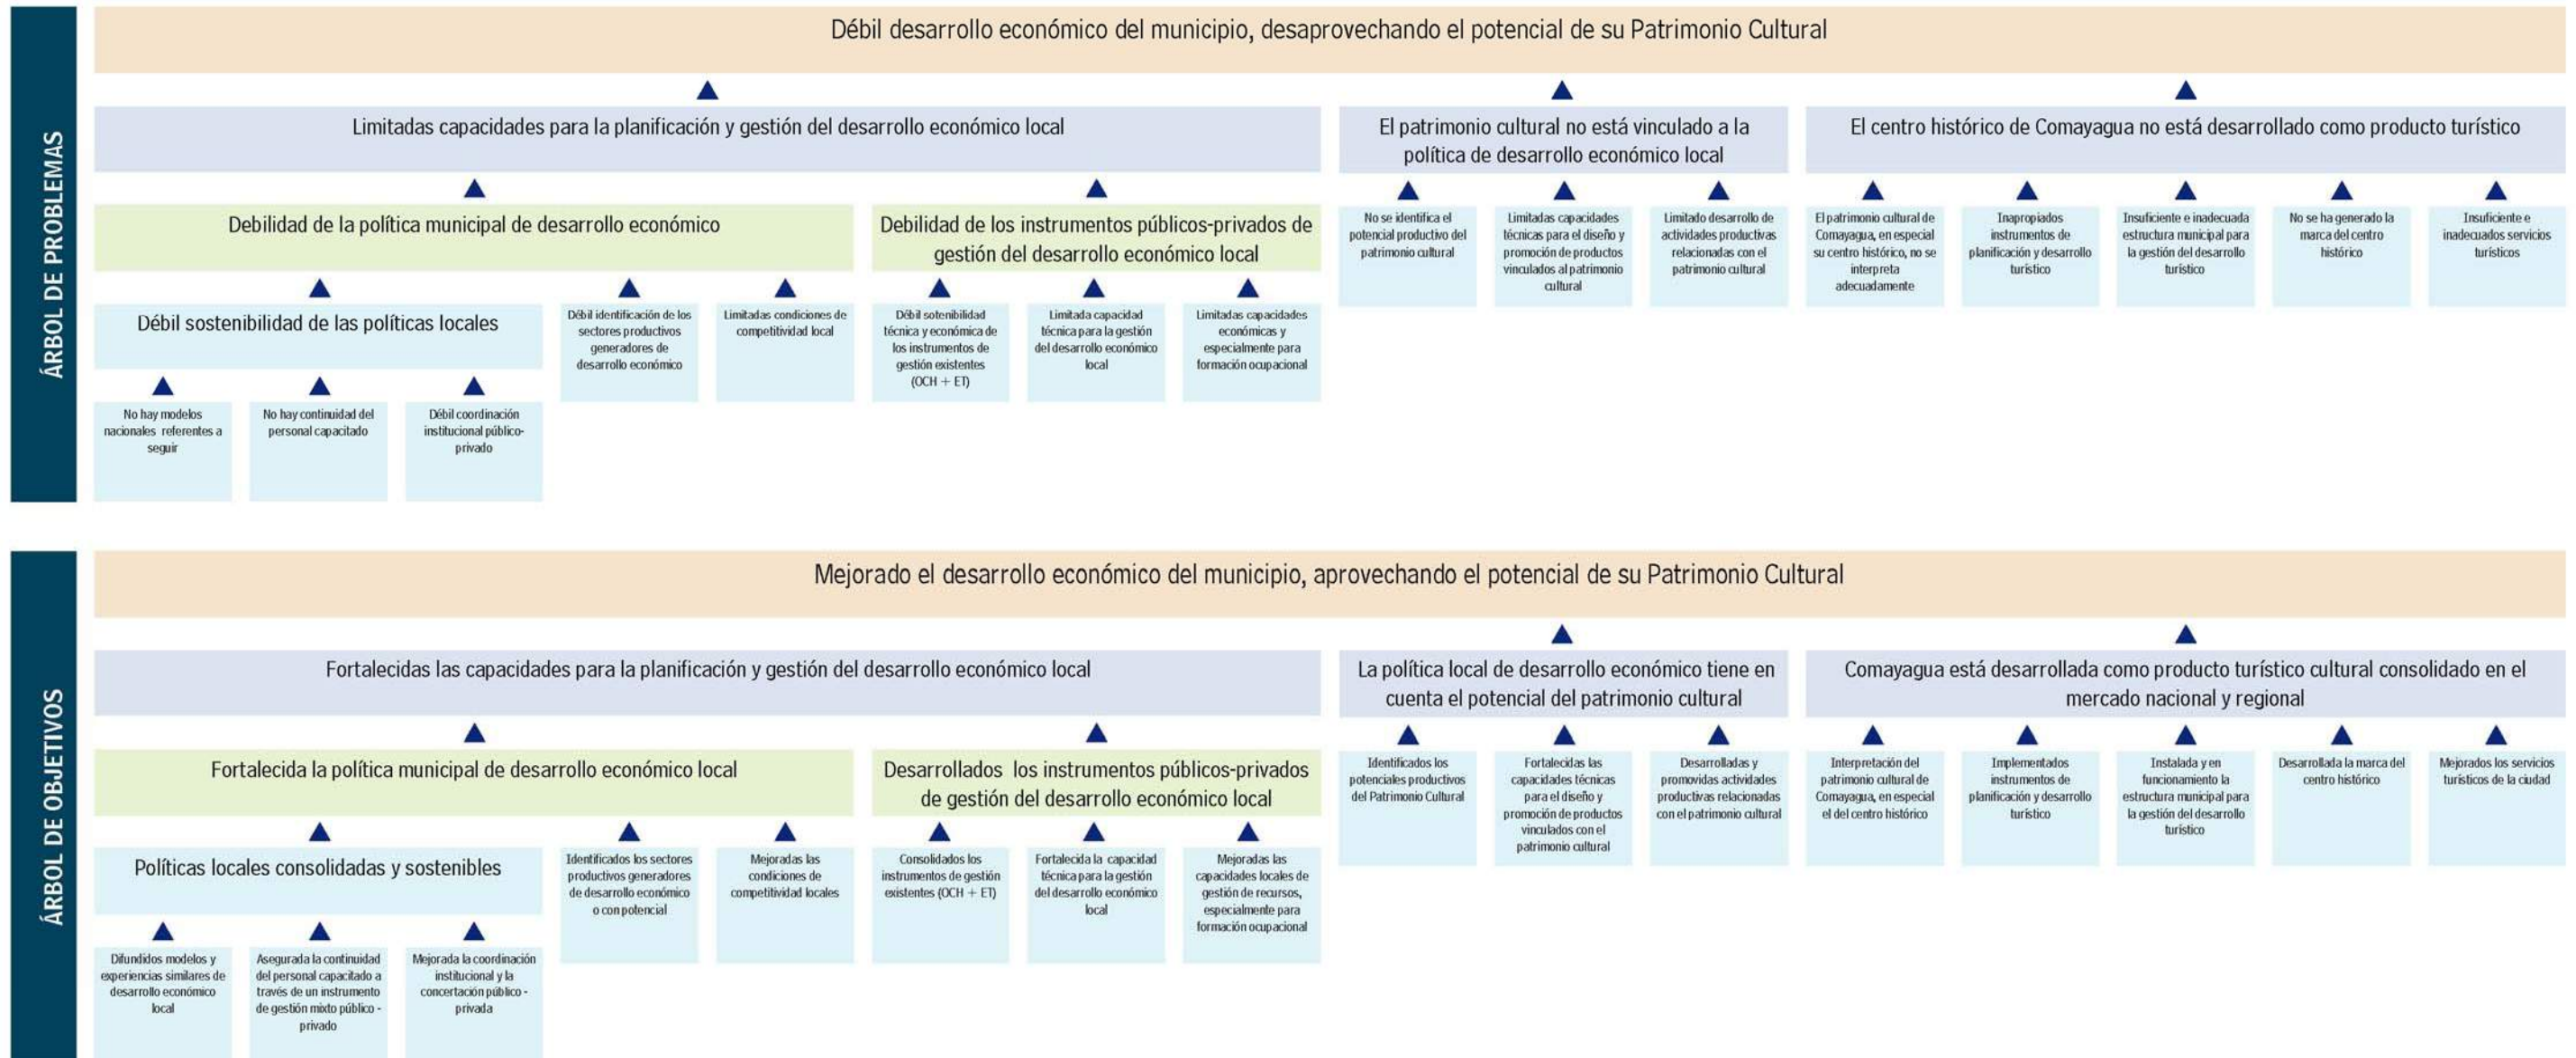 ÁRBOL DE PROBLEMAS
Débil desarrollo económico del municipio, desaprovechando el potencial de su Patrimonio Cultural
Limitadas capacidades para la planificación y gestión del desarrollo económico local
El patrimonio cultural no está vinculado a la
política de desarrollo económico local
El centro histórico de Comayagua no está desarrollado como producto turístico
Debilidad de la política municipal de desarrollo económico
Debilidad de los instrumentos públicos-privados de
gestión del desarrollo económico local
No se identifica el
potencial productivo del
patrimonio cultural
Limitadas capacidades
técnicas para el diseño y
promoción de productos
vinculados al patrimonio
cultural
Limitado desarrollo de
actividades productivas
relacionadas con el
patrimonio cultural
El patrimonio cultural de
Comayagua, en especial
su centro histórico, no se
interpreta
adecuadamente
Inapropiados
instrumentos de
planificación y desarrollo
turístico
Insuficiente e inadecuada
estructura municipal para
la gestión del desarrollo
turístico
No se ha generado la
marca del centro
histórico
Insuficiente e
inadecuados servicios
turísticos
Débil sostenibilidad de las políticas locales
Débil identificación de los
sectores productivos
generadores de
desarrollo económico
Limitadas condiciones de
competitividad local
Débil sotenibilidad
técnica y económica de
los instrumentos de
gestión existentes
(OCH + ET)
Limitada capacidad
técnica para la gestión
del desarrollo económico
local
Limitadas capacidades
económicas y
especialmente para
formación ocupacional
No hay modelos
nacionales referentes a
seguir
No hay continuidad del
personal capacitado
Débil coordinación
institucional público-
privado
ÁRBOL DE OBJETIVOS
Mejorado el desarrollo económico del municipio, aprovechando el potencial de su Patrimonio Cultural
Fortalecidas las capacidades para la planificación y gestión del desarrollo económico local
La política local de desarrollo económico tiene en
cuenta el potencial del patrimonio cultural
Comayagua está desarrollada como producto turístico cultural consolidado en el
mercado nacional y regional
Fortalecida la política municipal de desarrollo económico local
Desarrollados los instrumentos públicos-privados
de gestión del desarrollo económico local
Identificados los
potenciales productivos
del Patrimonio Cultural
Fortalecidas las
capacidades técnicas
para el diseño y
promoción de productos
vinculados con el
patrimonio cultural
Desarrolladas y
promovidas actividades
productivas relacionadas
con el patrimonio cultural
Interpretación del
patrimonio cultural de
Comayagua, en especial
el del centro histórico
Implementados
instrumentos de
planificación y desarrollo
turístico
Instalada y en
funcionamiento la
estructura municipal para
la gestión del desarrollo
turístico
Desarrollada la marca del
centro histórico
Mejorados los servicios
turísticos de la ciudad
Políticas locales consolidadas y sostenibles
Identificados los sectores
productivos generadores
de desarrollo económico
o con potencial
Mejoradas las
condiciones de
competitividad locales
Consolidados los
instrumentos de gestión
existentes (OCH + ET)
Fortalecida la capacidad
técnica para la gestión
del desarrollo económico
local
Mejoradas las
capacidades locales de
gestión de recursos,
especialmente para
formación ocupacional
Difundidos modelos y
experiencias similares de
desarrollo económico
local
Asegurada la continuidad
del personal capacitado a
través de un instrumento
de gestión mixto público -
privado
Mejorada la coordinación
institucional y la
concertación público -
privada